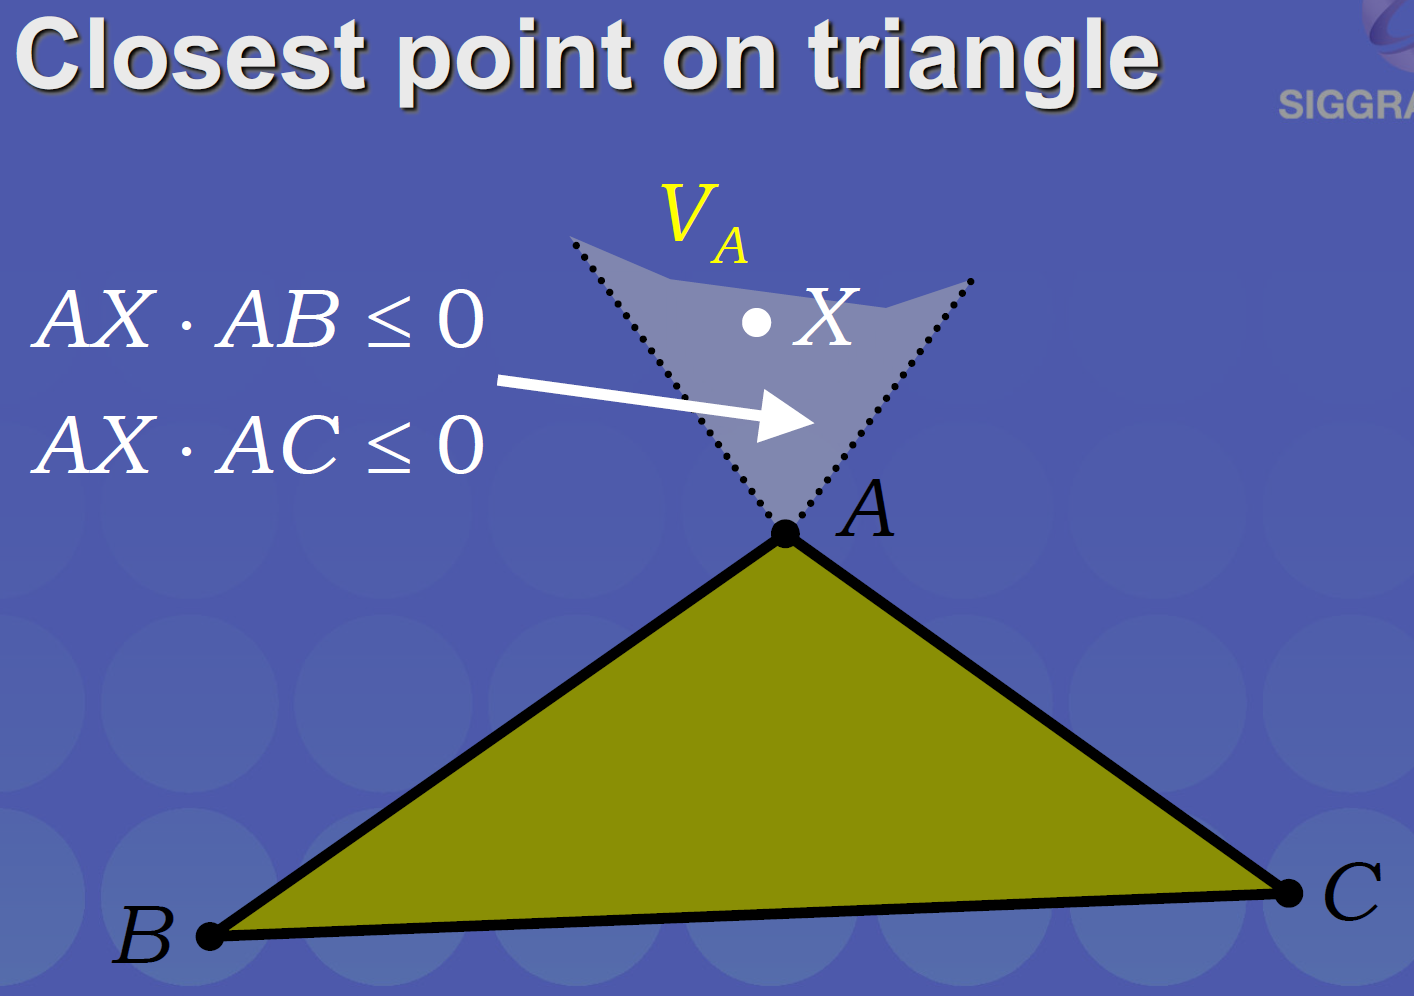 Closest point on triangle
SIGGRA
V_A
AX · AB ≤ 0
X
AX · AC ≤ 0
A
B
C